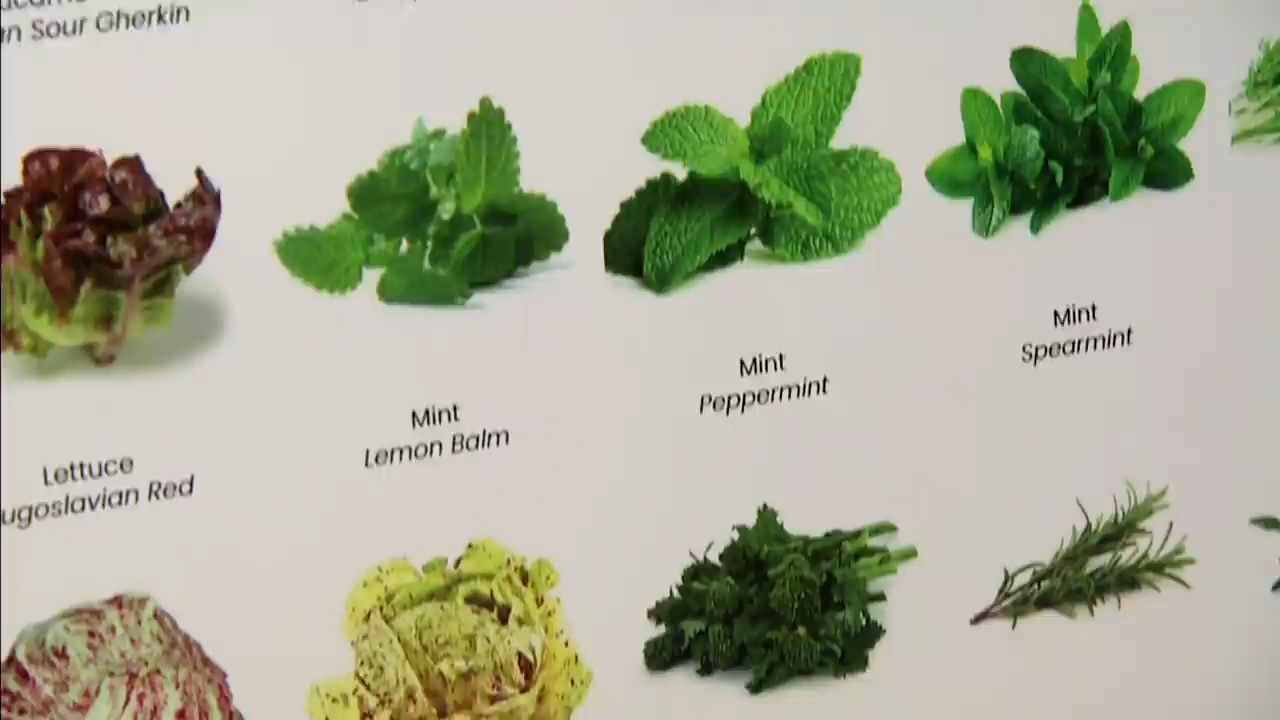 Sour Gherkin
Mint
Spearmint
Mint
Peppermint
Mint
Lemon Balm
Lettuce
ugoslavian Red